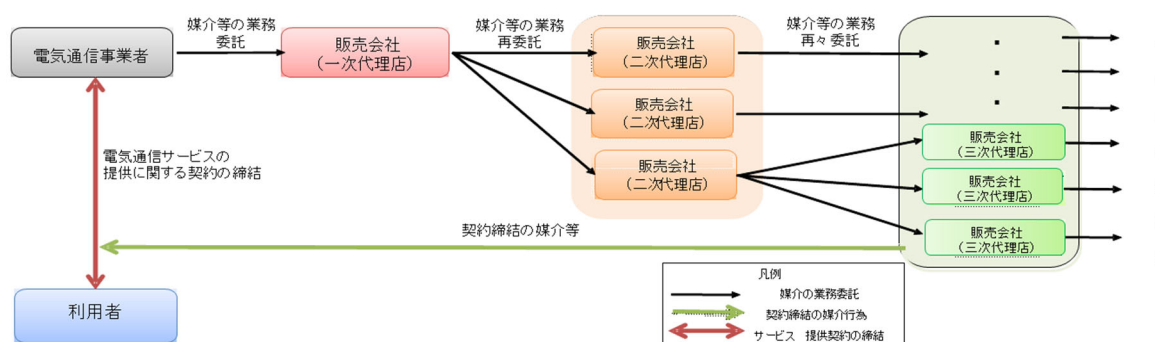 媒介等の業務
委託
媒介等の業務
再委託
媒介等の業務
再々委託
電気通信事業者
販売会社
（一次代理店）
販売会社
（二次代理店）
販売会社
（二次代理店）
販売会社
（二次代理店）
販売会社
（三次代理店）
販売会社
（三次代理店）
販売会社
（三次代理店）
電気通信サービスの
提供に関する契約の締結
契約締結の媒介等
利用者
凡例
媒介の業務委託
契約締結の媒介行為
サービス　提供契約の締結